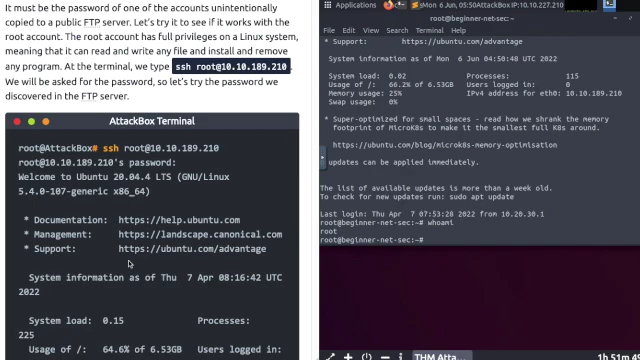 It must be the password of one of the accounts unintentionally
copied to a public FTP server. Let's try it to see if it works with
the root account. The root account has full privileges on a Linux system,
meaning that it can read and write any file and install and remove
any program. At the terminal, we type ssh root@10.10.189.210.
We will be asked for the password, so let's try the password we
discovered in the FTP server.
AttackBox Terminal
root@AttackBox# ssh root@10.10.189.210
root@10.10.189.210's password:
Welcome to Ubuntu 20.04.4 LTS (GNU/Linux
5.4.0-107-generic x86_64)
* Documentation: https://help.ubuntu.com
* Management: https://landscape.canonical.com
* Support: https://ubuntu.com/advantage
System information as of Thu 7 Apr 08:16:42 UTC
2022
System load: 0.15 Processes:
225
Usage of /: 64.6% of 6.53GB Users logged in:
Applications Mon 6 Jun, 05:50 AttackBox IP:10.10.227.210
root@beginner-net-sec: ~
File Edit View Search Terminal Help
* Support: https://ubuntu.com/advantage
System information as of Mon 6 Jun 04:50:48 UTC 2022
System load: 0.02 Processes: 115
Usage of /: 66.2% of 6.53GB Users logged in: 0
Memory usage: 25% IPv4 address for eth0: 10.10.189.210
Swap usage: 0%
* Super-optimized for small spaces - read how we shrank the memory
footprint of MicroK8s to make it the smallest full K8s around.
https://ubuntu.com/blog/microk8s-memory-optimisation
updates can be applied immediately.
The list of available updates is more than a week old.
To check for new updates run: sudo apt update
Last login: Thu Apr 7 07:53:28 2022 from 10.20.30.1
root@beginner-net-sec:~# whoami
root
root@beginner-net-sec:~#
THM Atta...
1h 51m 49